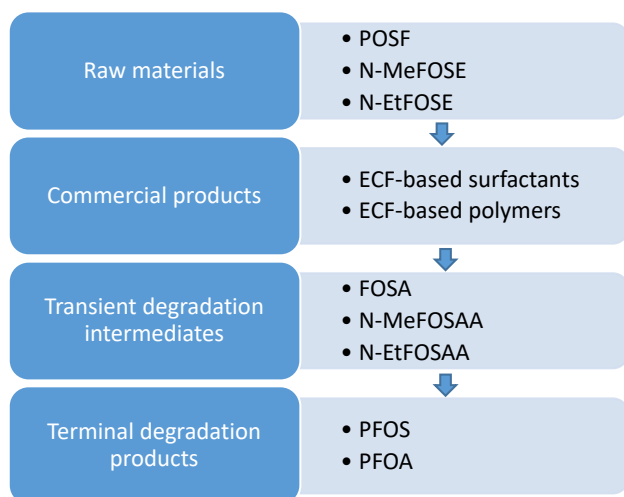 Raw materials
• POSF
• N-MeFOSE
• N-EtFOSE
Commercial products
• ECF-based surfactants
• ECF-based polymers
Transient degradation
intermediates
• FOSA
• N-MeFOSAA
• N-EtFOSAA
Terminal degradation
products
• PFOS
• PFOA